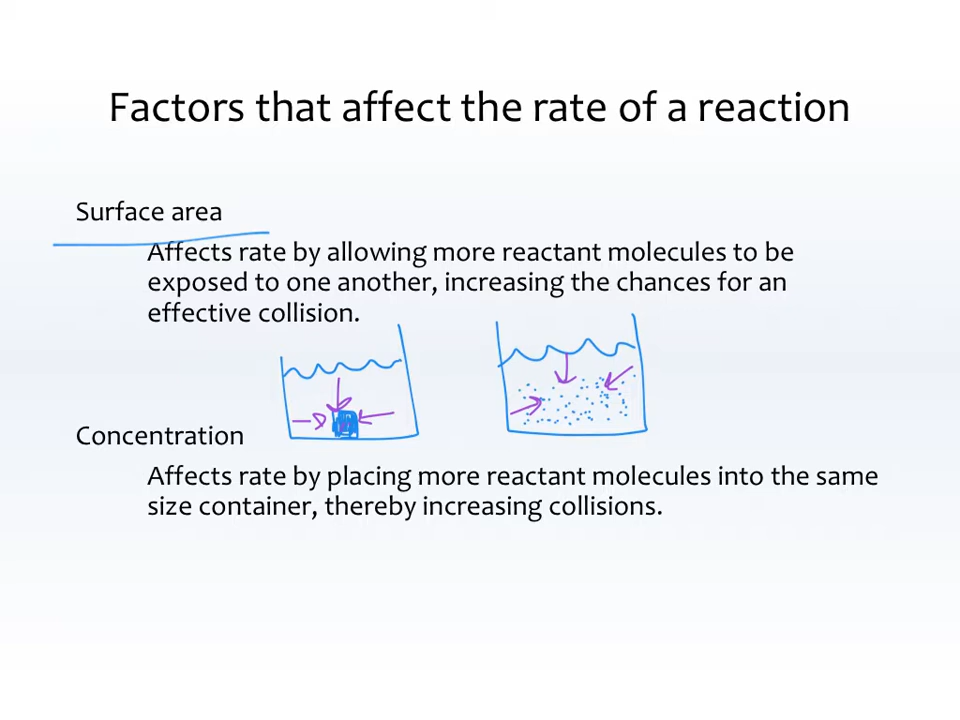 Factors that affect the rate of a reaction
Surface area
Affects rate by allowing more reactant molecules to be
exposed to one another, increasing the chances for an
effective collision.
Concentration
Affects rate by placing more reactant molecules into the same
size container, thereby increasing collisions.